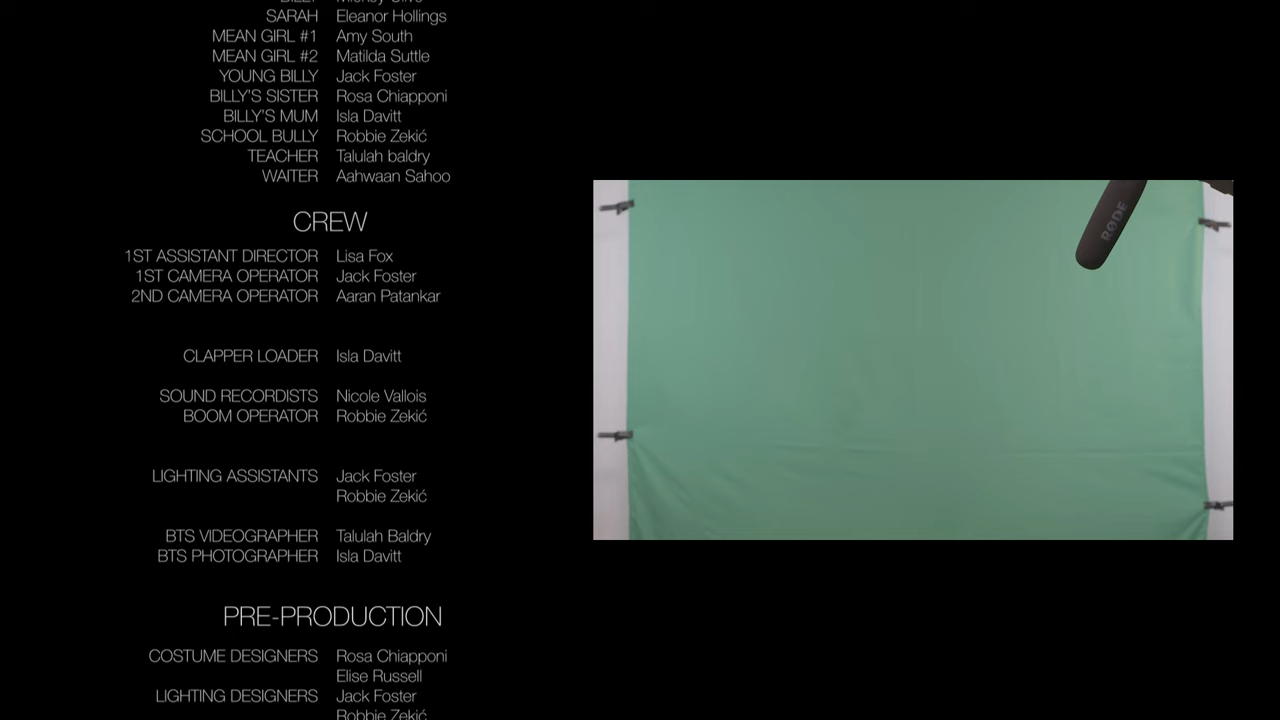 SARAH Eleanor Hollings
MEAN GIRL #1 Amy South
MEAN GIRL #2 Matilda Suttle
YOUNG BILLY Jack Foster
BILLY'S SISTER Rosa Chiapponi
BILLY'S MUM Isla Davitt
SCHOOL BULLY Robbie Zekić
TEACHER Talulah baldry
WAITER Aahwaan Sahoo
CREW
1ST ASSISTANT DIRECTOR Lisa Fox
1ST CAMERA OPERATOR Jack Foster
2ND CAMERA OPERATOR Aaran Patankar
CLAPPER LOADER Isla Davitt
SOUND RECORDISTS Nicole Vallois
BOOM OPERATOR Robbie Zekić
LIGHTING ASSISTANTS Jack Foster
Robbie Zekić
BTS VIDEOGRAPHER Talulah Baldry
BTS PHOTOGRAPHER Isla Davitt
PRE-PRODUCTION
COSTUME DESIGNERS Rosa Chiapponi
Elise Russell
LIGHTING DESIGNERS Jack Foster
Robbie Zekić
RØDE